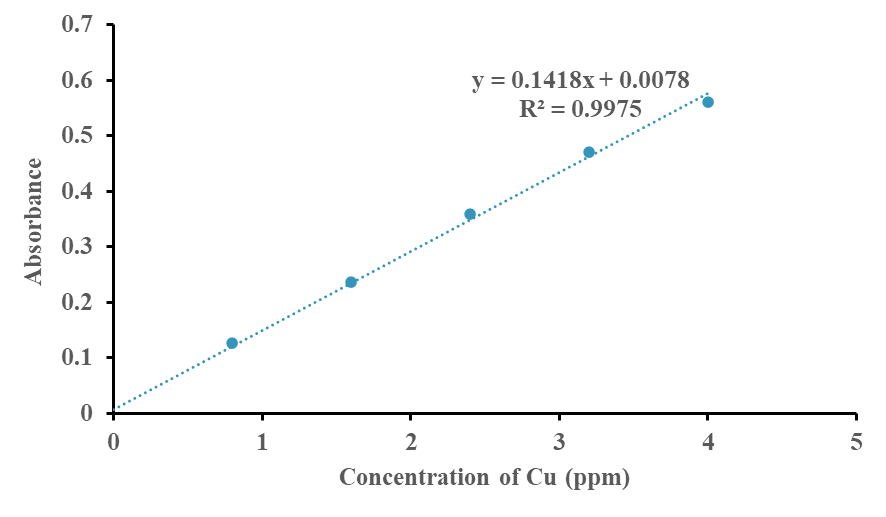 0.7
0.6
0.5
0.4
0.3
0.2
0.1
0
y = 0.1418x + 0.0078
R² = 0.9975
Absorbance
0 1 2 3 4 5
Concentration of Cu (ppm)